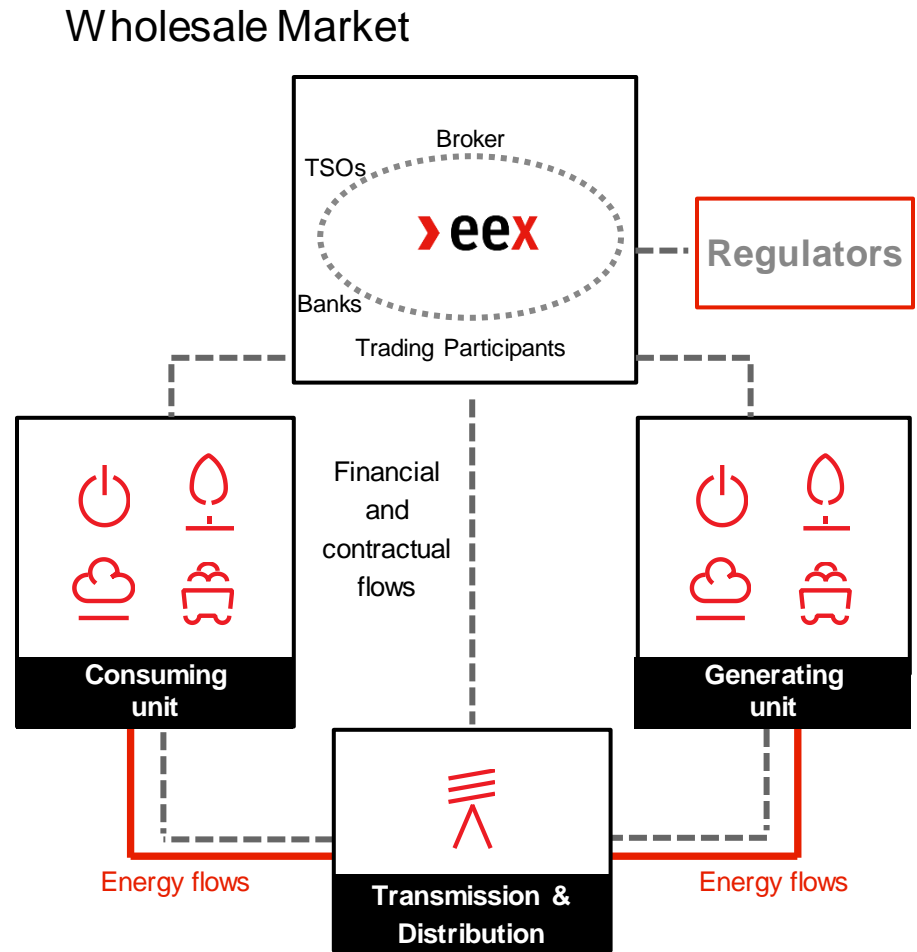 Wholesale Market
Broker
TSOs
eex
Banks
Trading Participants
Regulators
Financial
and
contractual
flows
Consuming
unit
Generating
unit
Energy flows
Energy flows
Transmission &
Distribution